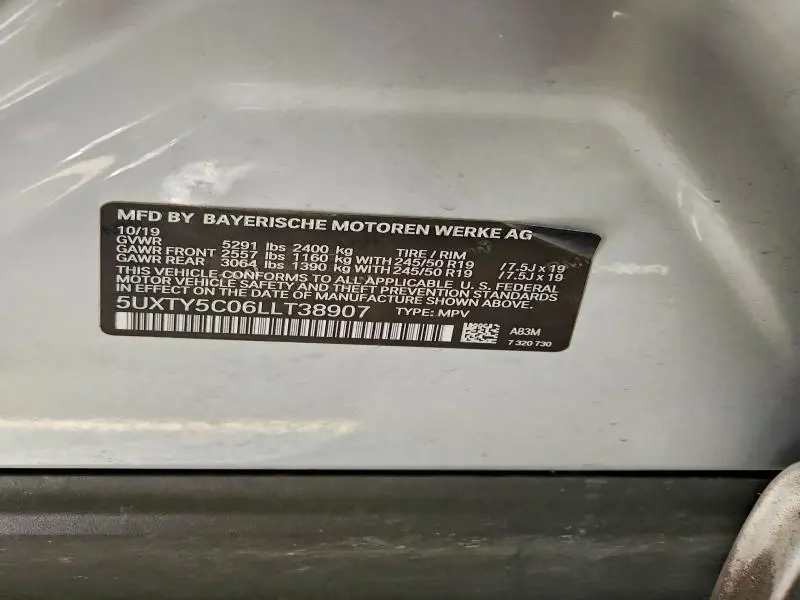 MFD BY BAYERISCHE MOTOREN WERKE AG
10/19
GVWR 5291 lbs 2400 kg TIRE / RIM
GAWR FRONT 2557 lbs 1160 kg WITH 245/50 R19 /7.5J x 19
GAWR REAR 3064 lbs 1390 kg WITH 245/50 R19 /7.5J x 19
THIS VEHICLE CONFORMS TO ALL APPLICABLE U. S. FEDERAL
MOTOR VEHICLE SAFETY AND THEFT PREVENTION STANDARDS
IN EFFECT ON THE DATE OF MANUFACTURE SHOWN ABOVE.
5UXTY5C06LLT38907 TYPE: MPV
A83M
7 320 730